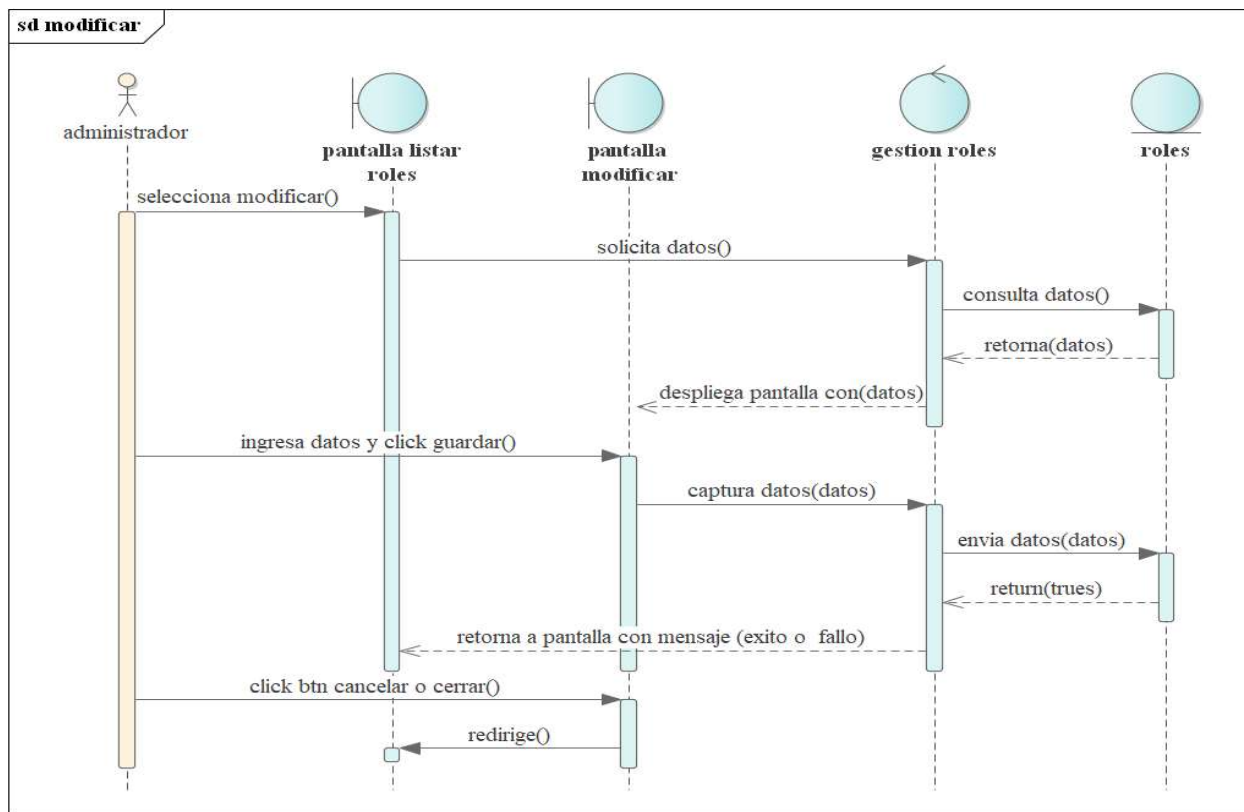 sd modificar
administrador
pantalla listar
roles
pantalla
modificar
gestion roles
roles
selecciona modificar()
solicita datos()
consulta datos()
retorna(datos)
despliega pantalla con(datos)
ingresa datos y click guardar()
captura datos(datos)
envia datos(datos)
return(trues)
retorna a pantalla con mensaje (exito o fallo)
click btn cancelar o cerrar()
redirige()